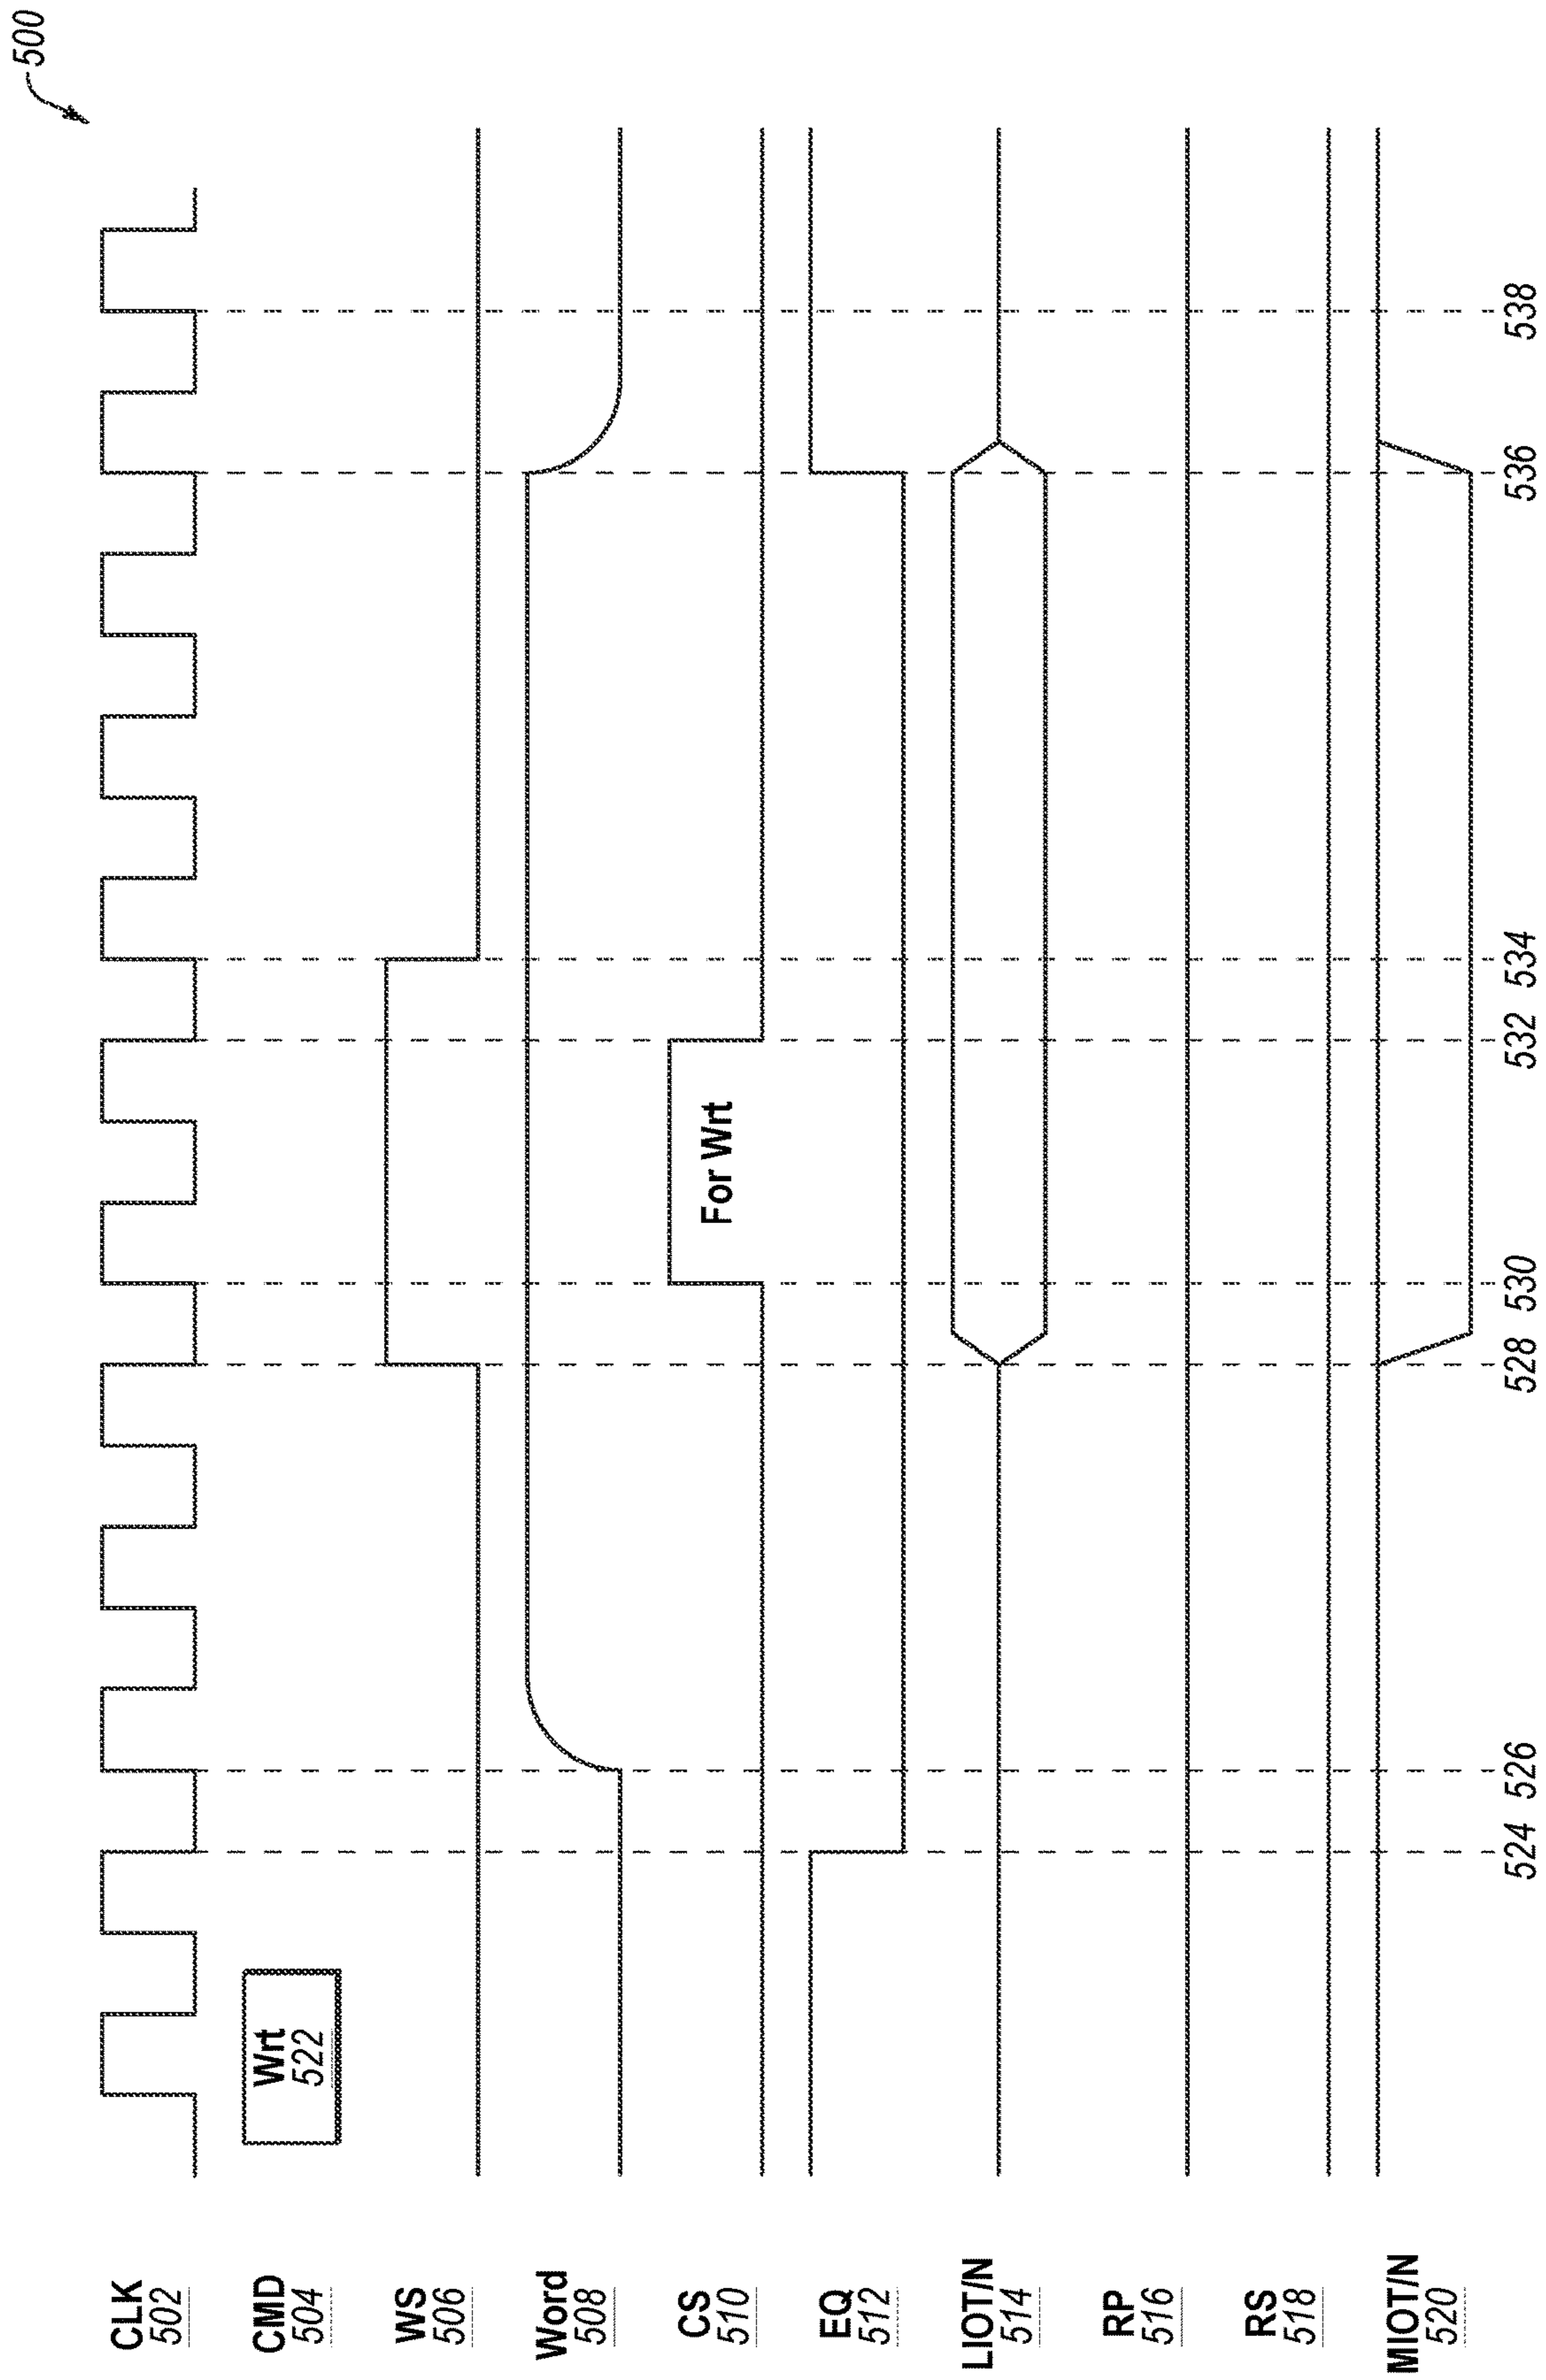 500
CLK
502
CMD
504
Wrt
522
WS
506
Word
508
CS
510
For Wrt
EQ
512
LIOT/N
514
RP
516
RS
518
MIOT/N
520
524 526 528 530 532 534 536 538